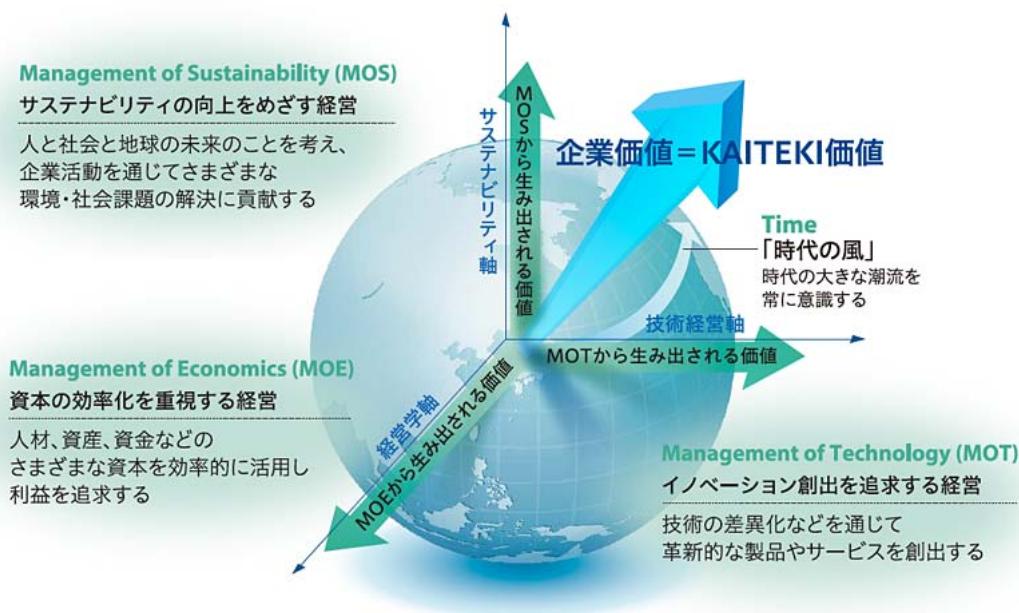 Management of Sustainability (MOS)
サステナビリティの向上をめざす経営
人と社会と地球の未来のことを考え、
企業活動を通じてさまざまな
環境・社会課題の解決に貢献する
サステナビリティ軸
MOSから生み出される価値
企業価値＝KAITEKI価値
Time
「時代の風」
時代の大きな潮流を
常に意識する
技術経営軸
MOTから生み出される価値
Management of Economics (MOE)
資本の効率化を重視する経営
人材、資産、資金などの
さまざまな資本を効率的に活用し
利益を追求する
経営学軸
MOEから生み出される価値
Management of Technology (MOT)
イノベーション創出を追求する経営
技術の差異化などを通じて
革新的な製品やサービスを創出する